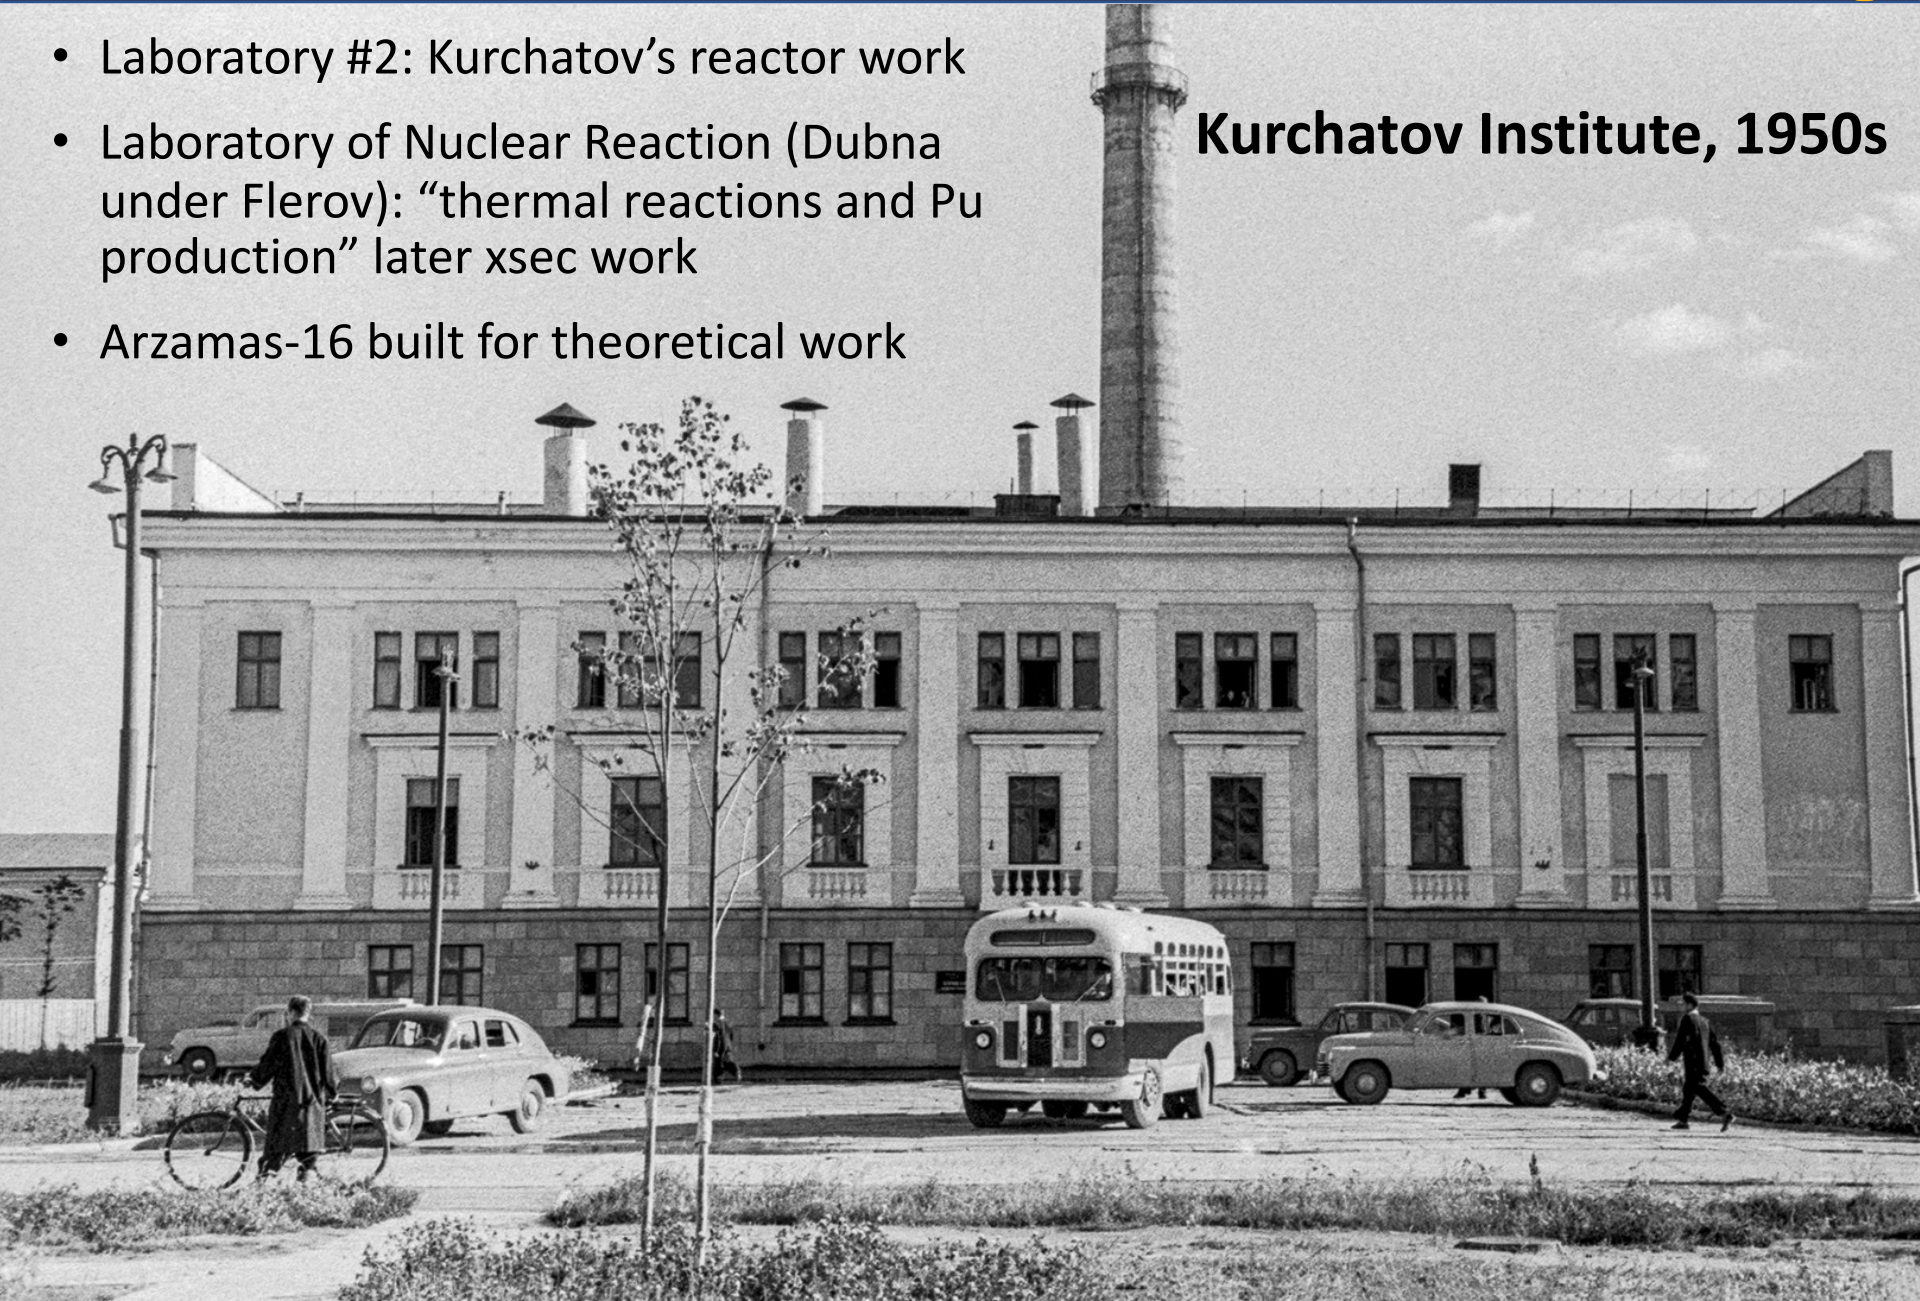 • Laboratory #2: Kurchatov’s reactor work
• Laboratory of Nuclear Reaction (Dubna
under Flerov): “thermal reactions and Pu
production” later xsec work
• Arzamas-16 built for theoretical work
Kurchatov Institute, 1950s